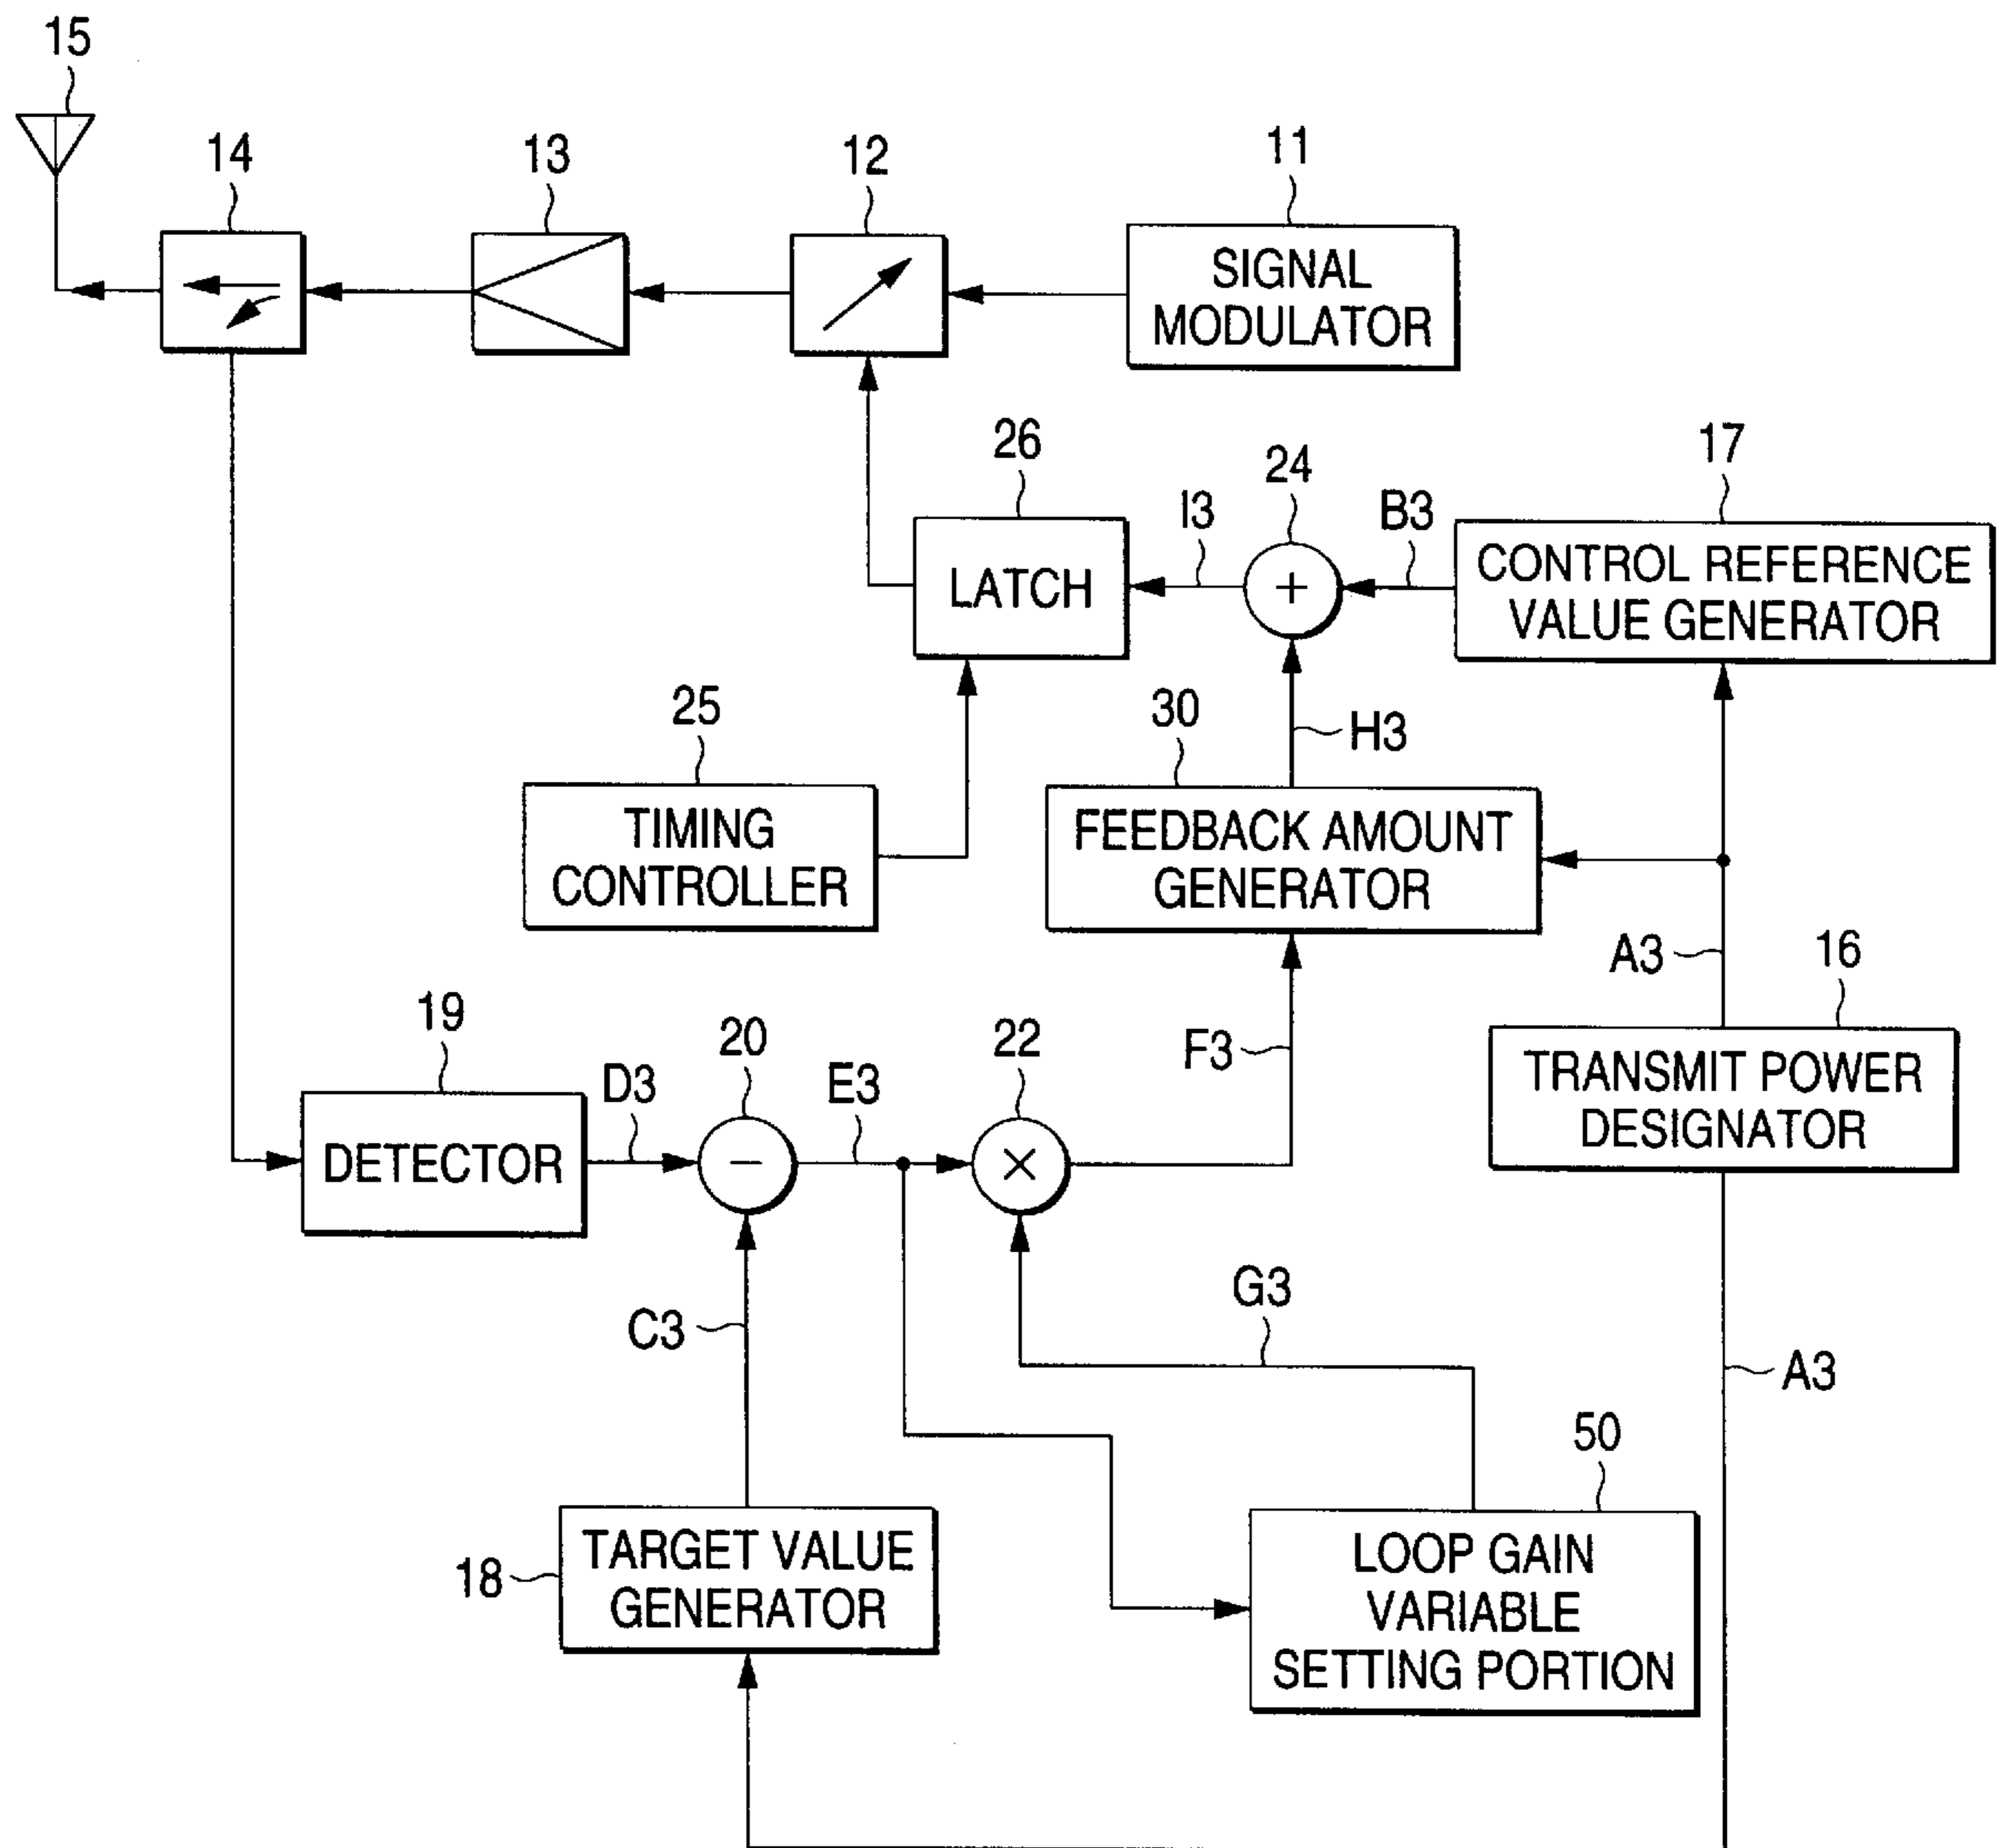 15
14
13
12
11
SIGNAL
MODULATOR
26
24
17
I3
B3
LATCH
+
CONTROL REFERENCE
VALUE GENERATOR
25
30
H3
TIMING
CONTROLLER
FEEDBACK AMOUNT
GENERATOR
A3
16
19
20
22
F3
D3
E3
TRANSMIT POWER
DESIGNATOR
DETECTOR
−
×
C3
G3
A3
50
18
TARGET VALUE
GENERATOR
LOOP GAIN
VARIABLE
SETTING PORTION